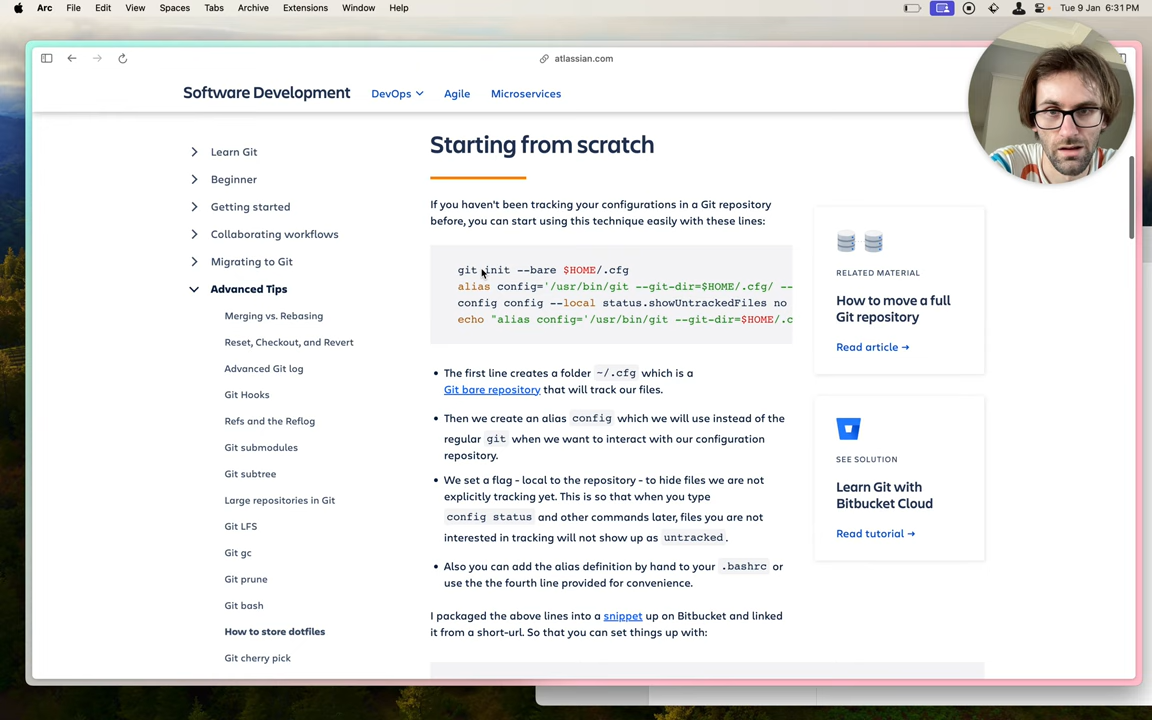 Arc File Edit View Spaces Tabs Archive Extensions Window Help Tue 9 Jan 6:31 PM
atlassian.com
Software Development DevOps Agile Microservices
Learn Git
Beginner
Getting started
Collaborating workflows
Migrating to Git
Advanced Tips
Merging vs. Rebasing
Reset, Checkout, and Revert
Advanced Git log
Git Hooks
Refs and the Reflog
Git submodules
Git subtree
Large repositories in Git
Git LFS
Git gc
Git prune
Git bash
How to store dotfiles
Git cherry pick
Starting from scratch
If you haven't been tracking your configurations in a Git repository
before, you can start using this technique easily with these lines:
git init --bare $HOME/.cfg
alias config='/usr/bin/git --git-dir=$HOME/.cfg/ --
config config --local status.showUntrackedFiles no
echo "alias config='/usr/bin/git --git-dir=$HOME/.c
• The first line creates a folder ~/.cfg which is a
Git bare repository that will track our files.
• Then we create an alias config which we will use instead of the
regular git when we want to interact with our configuration
repository.
• We set a flag - local to the repository - to hide files we are not
explicitly tracking yet. This is so that when you type
config status and other commands later, files you are not
interested in tracking will not show up as untracked.
• Also you can add the alias definition by hand to your .bashrc or
use the the fourth line provided for convenience.
I packaged the above lines into a snippet up on Bitbucket and linked
it from a short-url. So that you can set things up with:
RELATED MATERIAL
How to move a full
Git repository
Read article →
SEE SOLUTION
Learn Git with
Bitbucket Cloud
Read tutorial →